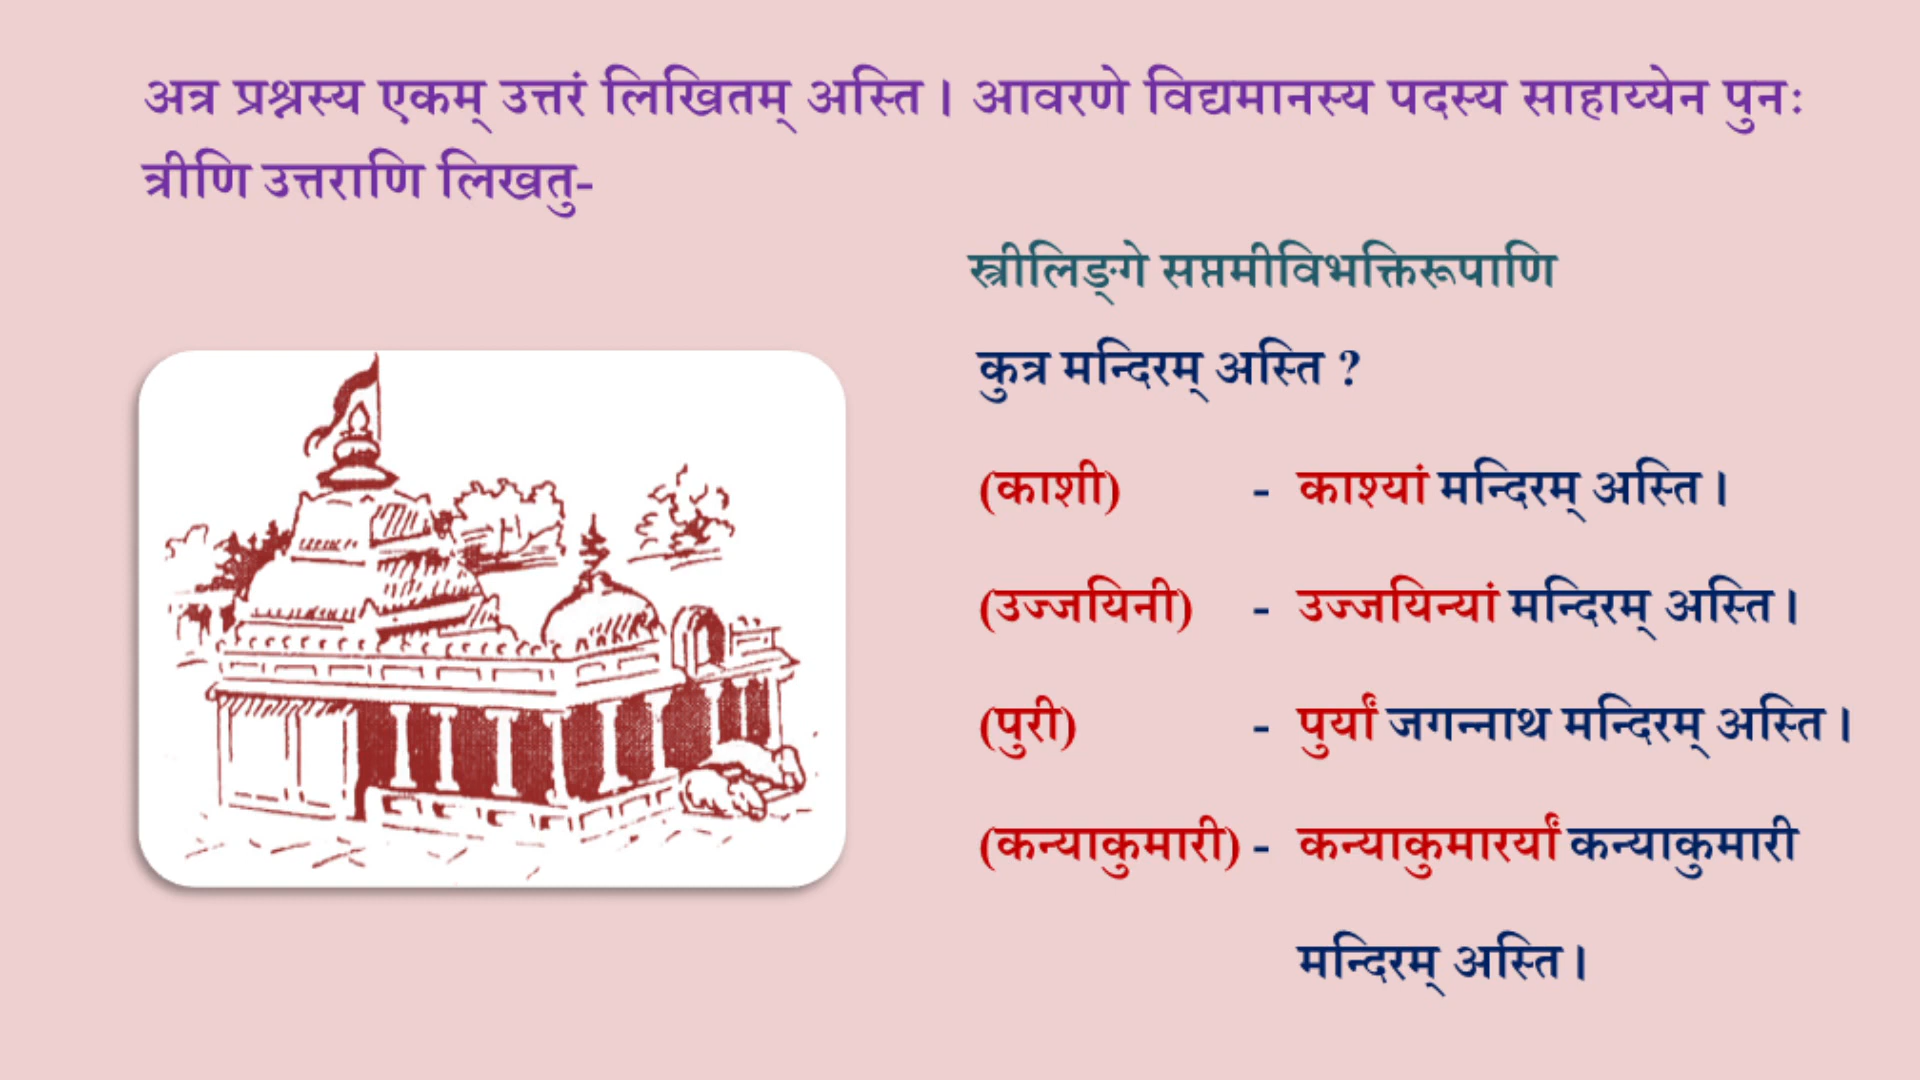 अत्र प्रश्नस्य एकम् उत्तरं लिखितम् अस्ति । आवरणे विद्यमानस्य पदस्य साहाय्येन पुनः
त्रीणि उत्तराणि लिखतु-
स्त्रीलिङ्गे सप्तमीविभक्तिरूपाणि
कुत्र मन्दिरम् अस्ति ?
(काशी) - काश्यां मन्दिरम् अस्ति ।
(उज्जयिनी) - उज्जयिन्यां मन्दिरम् अस्ति ।
(पुरी) - पुर्यां जगन्नाथ मन्दिरम् अस्ति ।
(कन्याकुमारी) - कन्याकुमारर्यां कन्याकुमारी
मन्दिरम् अस्ति ।